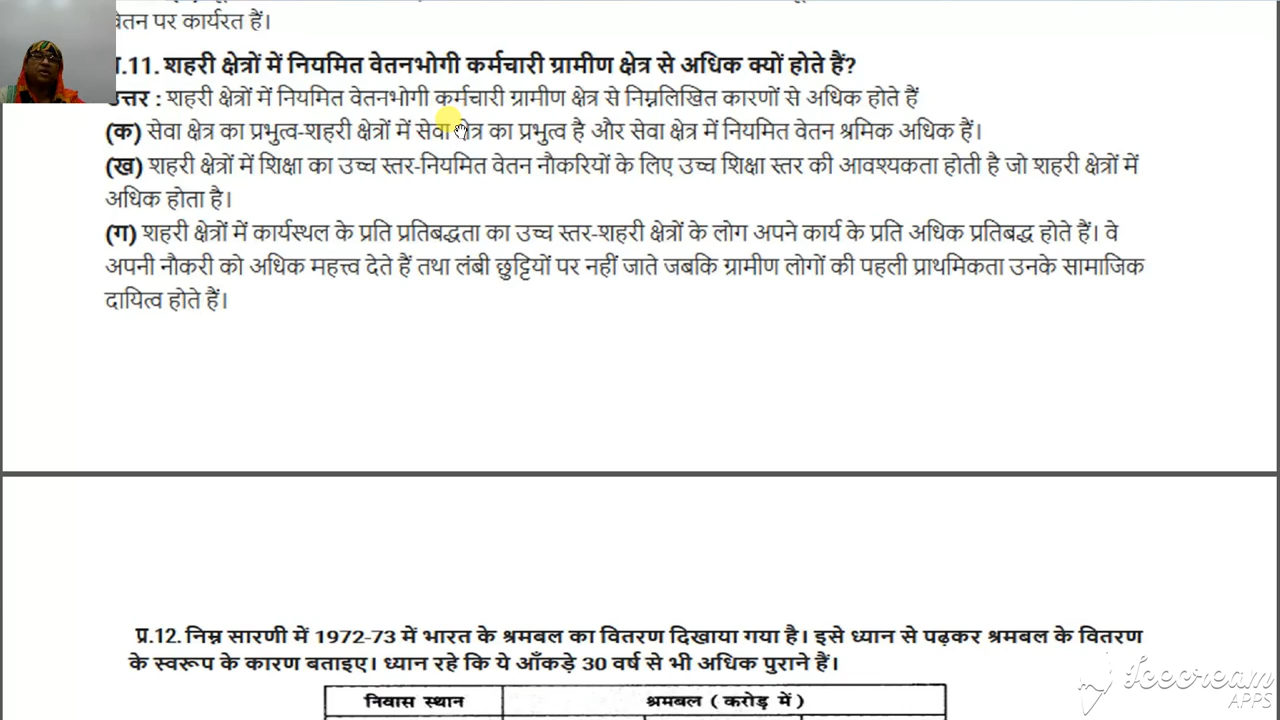 वेतन पर कार्यरत हैं।
.11. शहरी क्षेत्रों में नियमित वेतनभोगी कर्मचारी ग्रामीण क्षेत्र से अधिक क्यों होते हैं?
उत्तर : शहरी क्षेत्रों में नियमित वेतनभोगी कर्मचारी ग्रामीण क्षेत्र से निम्नलिखित कारणों से अधिक होते हैं
(क) सेवा क्षेत्र का प्रभुत्व-शहरी क्षेत्रों में सेवा क्षेत्र का प्रभुत्व है और सेवा क्षेत्र में नियमित वेतन श्रमिक अधिक हैं।
(ख) शहरी क्षेत्रों में शिक्षा का उच्च स्तर-नियमित वेतन नौकरियों के लिए उच्च शिक्षा स्तर की आवश्यकता होती है जो शहरी क्षेत्रों में
अधिक होता है।
(ग) शहरी क्षेत्रों में कार्यस्थल के प्रति प्रतिबद्धता का उच्च स्तर-शहरी क्षेत्रों के लोग अपने कार्य के प्रति अधिक प्रतिबद्ध होते हैं। वे
अपनी नौकरी को अधिक महत्त्व देते हैं तथा लंबी छुट्टियों पर नहीं जाते जबकि ग्रामीण लोगों की पहली प्राथमिकता उनके सामाजिक
दायित्व होते हैं।
प्र.12. निम्न सारणी में 1972-73 में भारत के श्रमबल का वितरण दिखाया गया है। इसे ध्यान से पढ़कर श्रमबल के वितरण
के स्वरूप के कारण बताइए। ध्यान रहे कि ये आँकड़े 30 वर्ष से भी अधिक पुराने हैं।
निवास स्थान श्रमबल ( करोड़ में )
Icecream
APPS